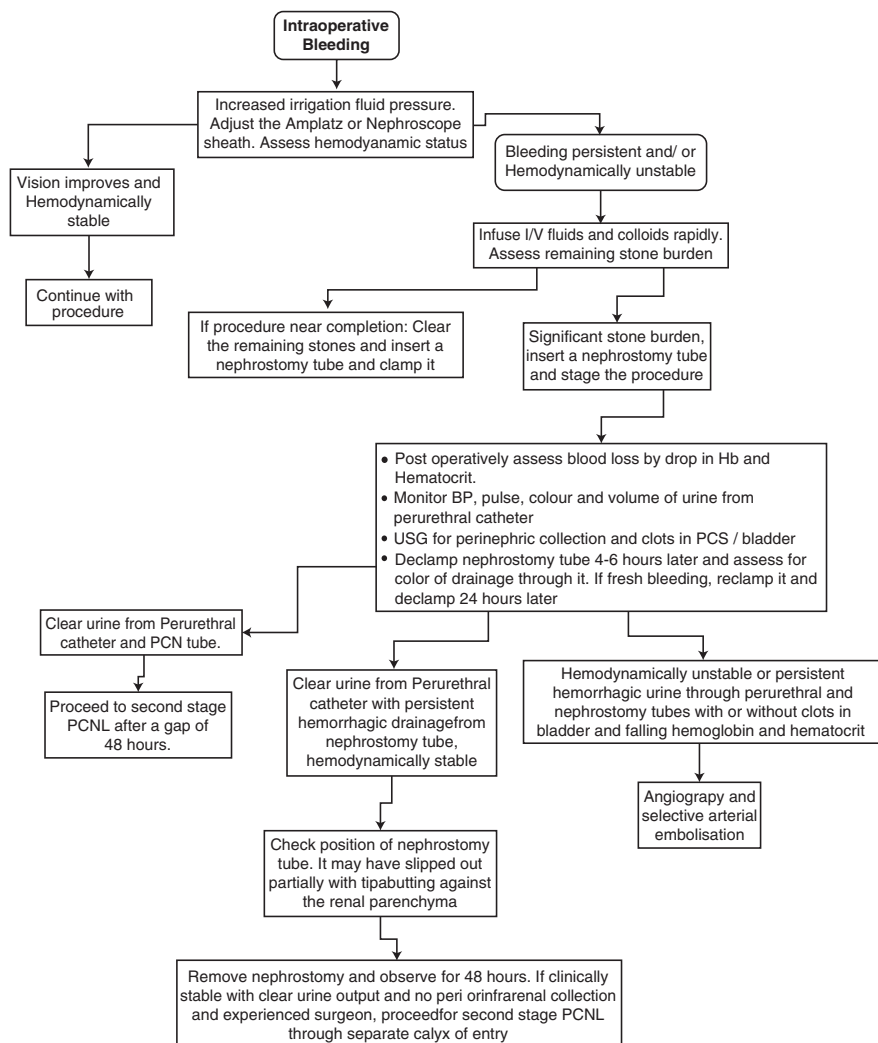 Intraoperative
Bleeding
Increased irrigation fluid pressure.
Adjust the Amplatz or Nephroscope
sheath. Assess hemodyanamic status
Vision improves and
Hemodynamically
stable
Continue with
procedure
Bleeding persistent and/ or
Hemodynamically unstable
Infuse I/V fluids and colloids rapidly.
Assess remaining stone burden
If procedure near completion: Clear
the remaining stones and insert a
nephrostomy tube and clamp it
Significant stone burden,
insert a nephrostomy tube
and stage the procedure
• Post operatively assess blood loss by drop in Hb and
Hematocrit.
• Monitor BP, pulse, colour and volume of urine from
perurethral catheter
• USG for perinephric collection and clots in PCS / bladder
• Declamp nephrostomy tube 4-6 hours later and assess for
color of drainage through it. If fresh bleeding, reclamp it and
declamp 24 hours later
Clear urine from Perurethral
catheter and PCN tube.
Proceed to second stage
PCNL after a gap of
48 hours.
Clear urine from Perurethral
catheter with persistent
hemorrhagic drainagefrom
nephrostomy tube,
hemodynamically stable
Check position of nephrostomy
tube. It may have slipped out
partially with tipabutting against
the renal parenchyma
Remove nephrostomy and observe for 48 hours. If clinically
stable with clear urine output and no peri orinfrarenal collection
and experienced surgeon, proceedfor second stage PCNL
through separate calyx of entry
Hemodynamically unstable or persistent
hemorrhagic urine through perurethral and
nephrostomy tubes with or without clots in
bladder and falling hemoglobin and hematocrit
Angiograpy and
selective arterial
embolisation